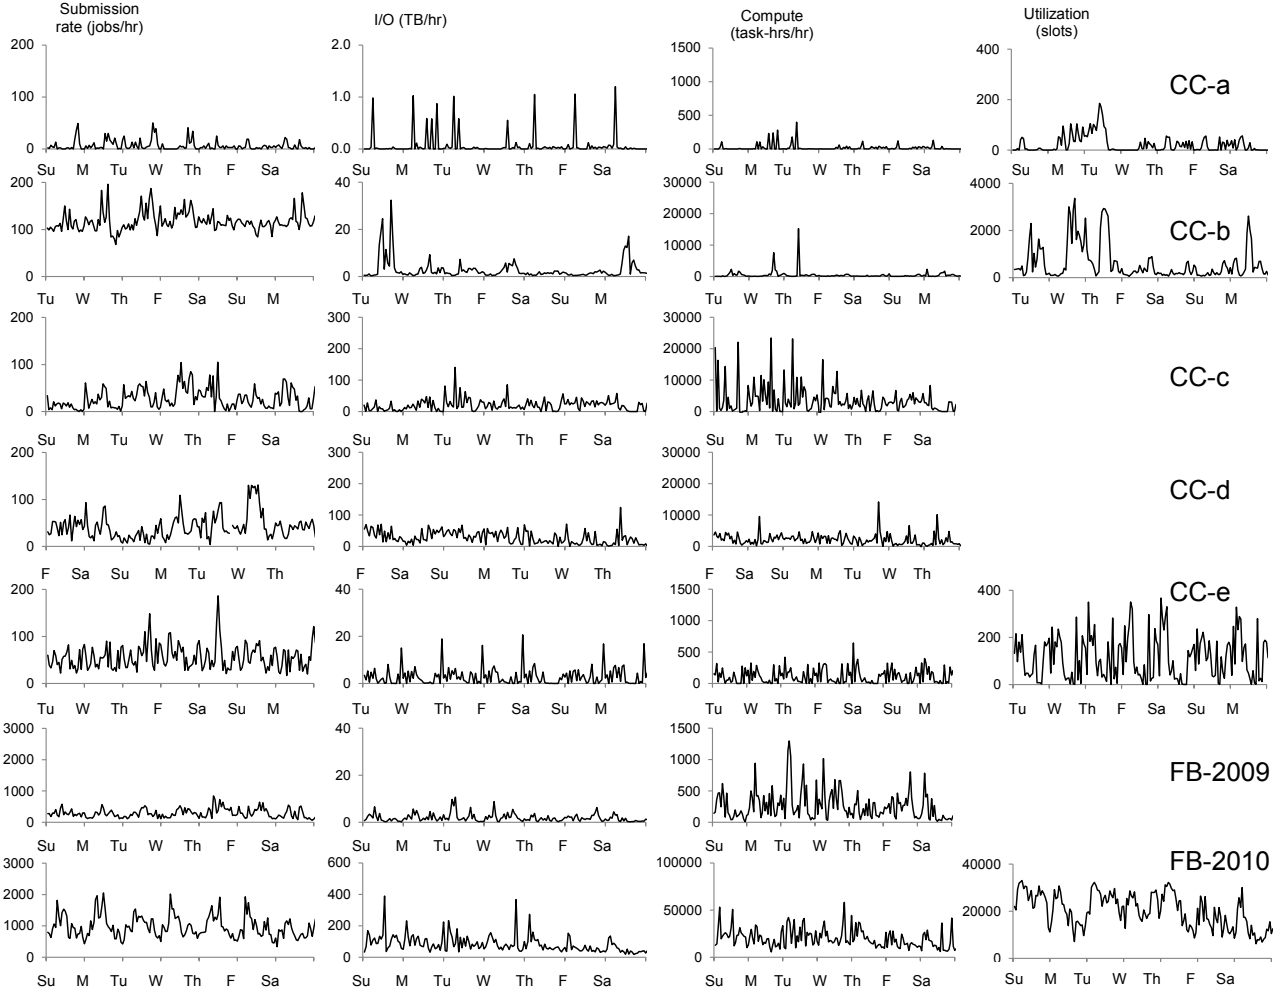 Submission
rate (jobs/hr)
I/O (TB/hr)
Compute
(task-hrs/hr)
Utilization
(slots)
200
100
0
Su M Tu W Th F Sa
2.0
1.0
0.0
Su M Tu W Th F Sa
1500
1000
500
0
Su M Tu W Th F Sa
400
200
0
Su M Tu W Th F Sa
CC-a
200
100
0
Tu W Th F Sa Su M
40
20
0
Tu W Th F Sa Su M
30000
20000
10000
0
Tu W Th F Sa Su M
4000
2000
0
Tu W Th F Sa Su M
CC-b
200
100
0
Su M Tu W Th F Sa
300
200
100
0
Su M Tu W Th F Sa
30000
20000
10000
0
Su M Tu W Th F Sa
CC-c
200
100
0
F Sa Su M Tu W Th
300
200
100
0
F Sa Su M Tu W Th
30000
20000
10000
0
F Sa Su M Tu W Th
CC-d
200
100
0
Tu W Th F Sa Su M
40
20
0
Tu W Th F Sa Su M
1500
1000
500
0
Tu W Th F Sa Su M
400
200
0
Tu W Th F Sa Su M
CC-e
3000
2000
1000
0
Su M Tu W Th F Sa
40
20
0
Su M Tu W Th F Sa
1500
1000
500
0
Su M Tu W Th F Sa
FB-2009
3000
2000
1000
0
Su M Tu W Th F Sa
600
400
200
0
Su M Tu W Th F Sa
100000
50000
0
Su M Tu W Th F Sa
40000
20000
0
Su M Tu W Th F Sa
FB-2010